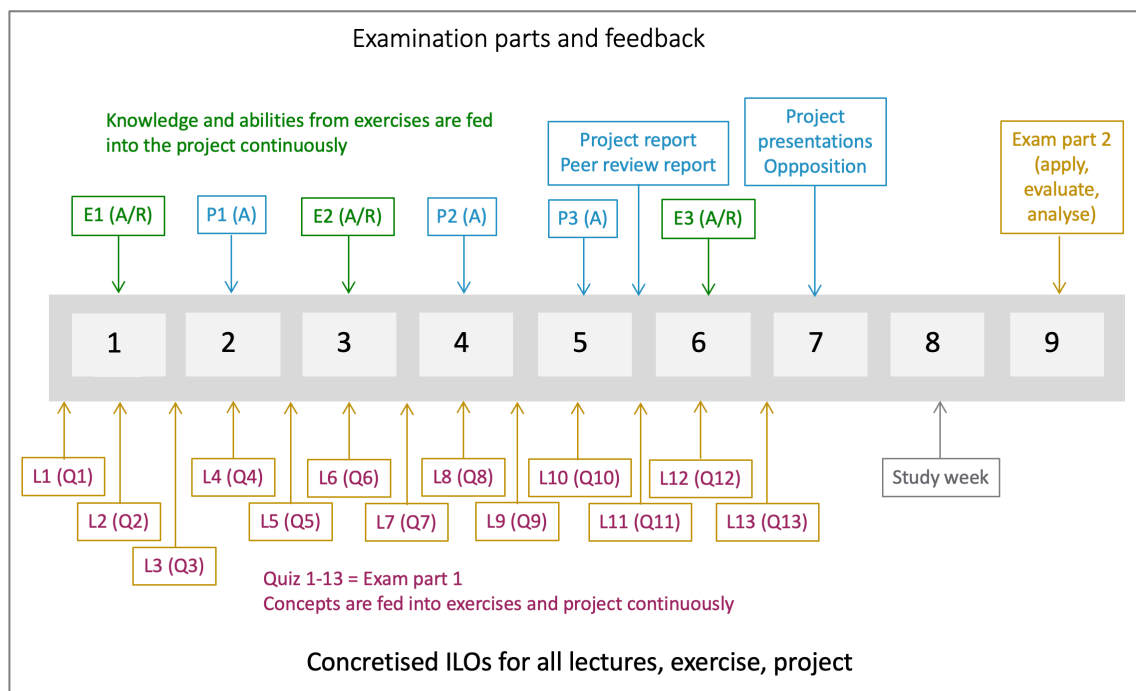 Examination parts and feedback
Knowledge and abilities from exercises are fed
into the project continuously
Project report
Peer review report
Project
presentations
Oppposition
Exam part 2
(apply,
evaluate,
analyse)
E1 (A/R)
P1 (A)
E2 (A/R)
P2 (A)
P3 (A)
E3 (A/R)
1
2
3
4
5
6
7
8
9
L1 (Q1)
L2 (Q2)
L3 (Q3)
L4 (Q4)
L5 (Q5)
L6 (Q6)
L7 (Q7)
L8 (Q8)
L9 (Q9)
L10 (Q10)
L11 (Q11)
L12 (Q12)
L13 (Q13)
Study week
Quiz 1-13 = Exam part 1
Concepts are fed into exercises and project continuously
Concretised ILOs for all lectures, exercise, project